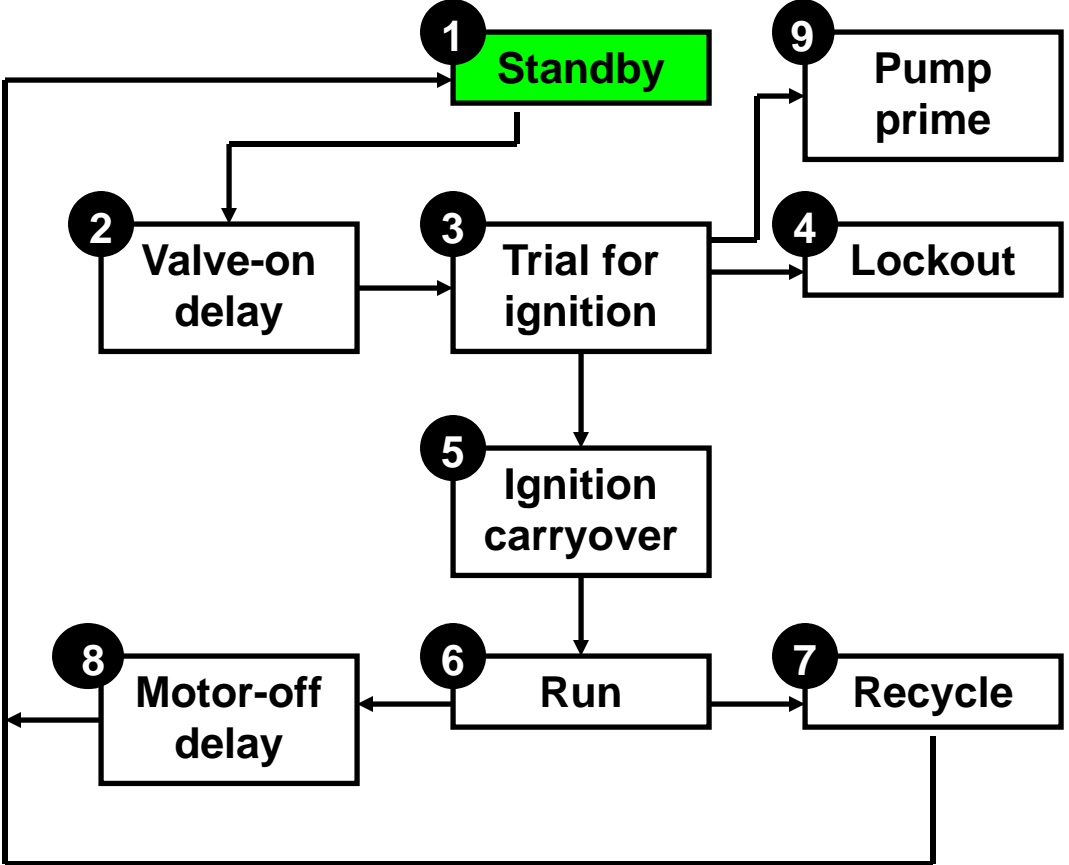 1
Standby
9
Pump
prime
2
Valve-on
delay
3
Trial for
ignition
4
Lockout
5
Ignition
carryover
8
Motor-off
delay
6
Run
7
Recycle